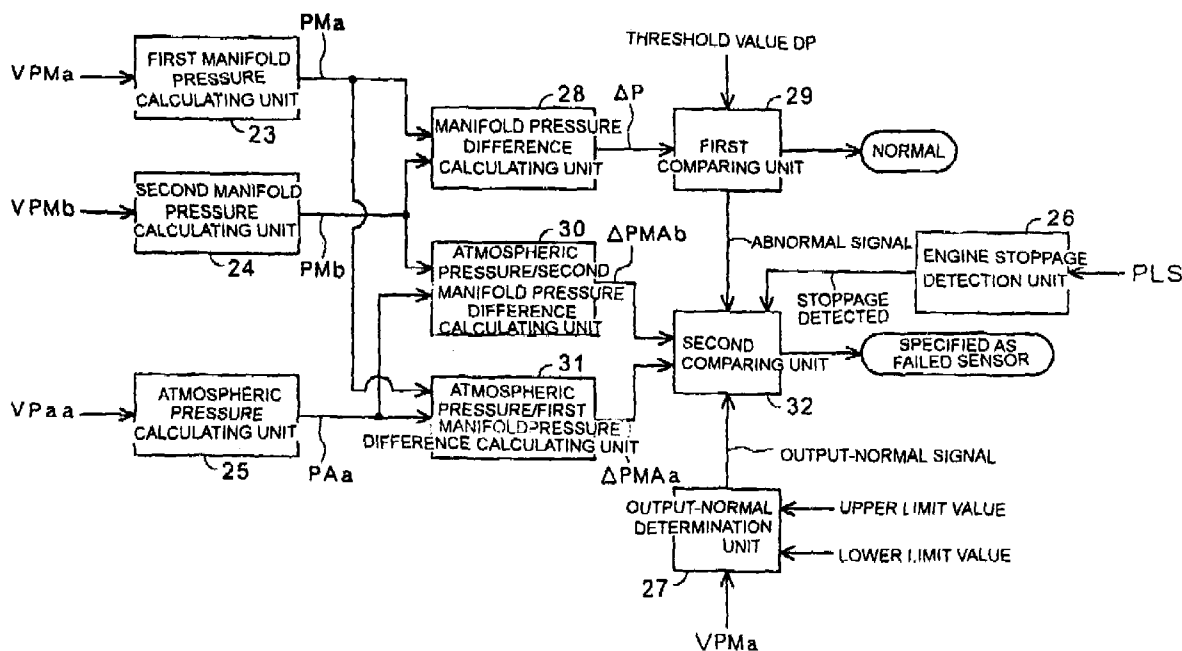 PMa
THRESHOLD VALUE DP
VPMa
FIRST MANIFOLD
PRESSURE
CALCULATING UNIT
23
28
MANIFOLD PRESSURE
DIFFERENCE
CALCULATING UNIT
ΔP
29
FIRST
COMPARING UNIT
NORMAL
VPMb
SECOND MANIFOLD
PRESSURE
CALCULATING UNIT
24
PMb
30
ATMOSPHERIC
PRESSURE/SECOND
MANIFOLD PRESSURE
DIFFERENCE
CALCULATING UNIT
ΔPMAb
ABNORMAL SIGNAL
26
ENGINE STOPPAGE
DETECTION UNIT
PLS
STOPPAGE
DETECTED
SECOND
COMPARING UNIT
32
SPECIFIED AS
FAILED SENSOR
VPaa
ATMOSPHERIC
PRESSURE
CALCULATING UNIT
25
PAa
31
ATMOSPHERIC
PRESSURE/FIRST
MANIFOLD-PRESSURE
DIFFERENCE CALCULATING UNIT
ΔPMAa
OUTPUT-NORMAL SIGNAL
OUTPUT-NORMAL
DETERMINATION
UNIT
27
UPPER LIMIT VALUE
LOWER LIMIT VALUE
VPMa